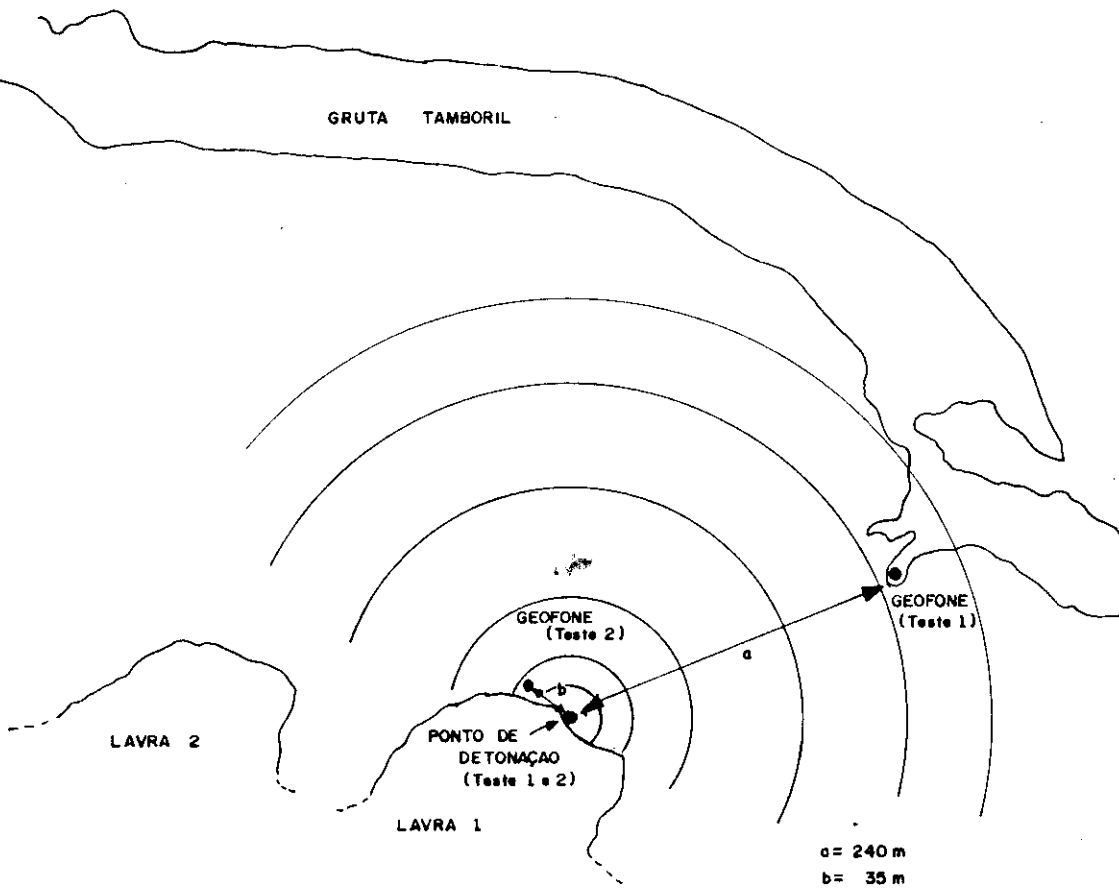 GRUTA TAMBORIL
GEOFONE
(Teste 2)
GEOFONE
(Teste 1)
a
b
PONTO DE
DETONAÇAO
(Teste 1 e 2)
LAVRA 2
LAVRA 1
a= 240 m
b= 35 m